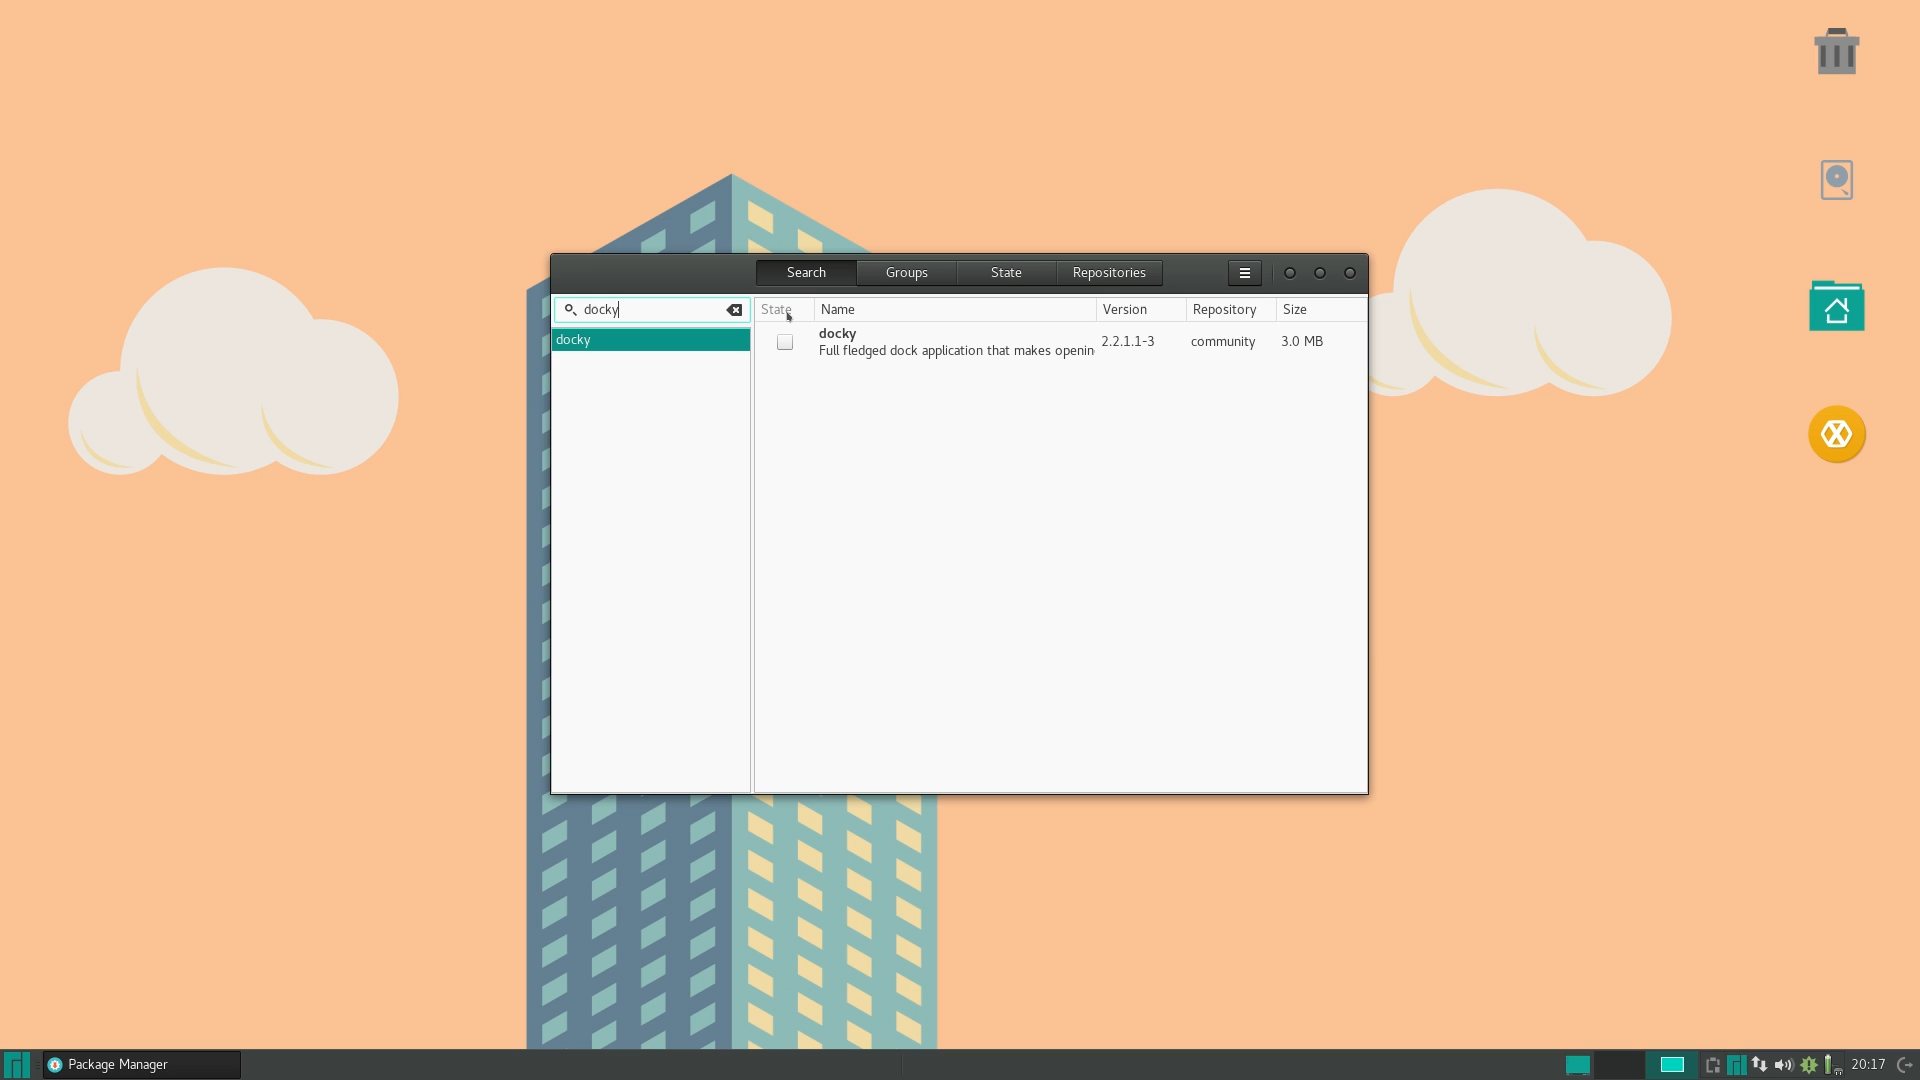 Search Groups State Repositories
docky
docky
State Name Version Repository Size
docky
Full fledged dock application that makes openin
2.2.1.1-3 community 3.0 MB
Package Manager
20:17